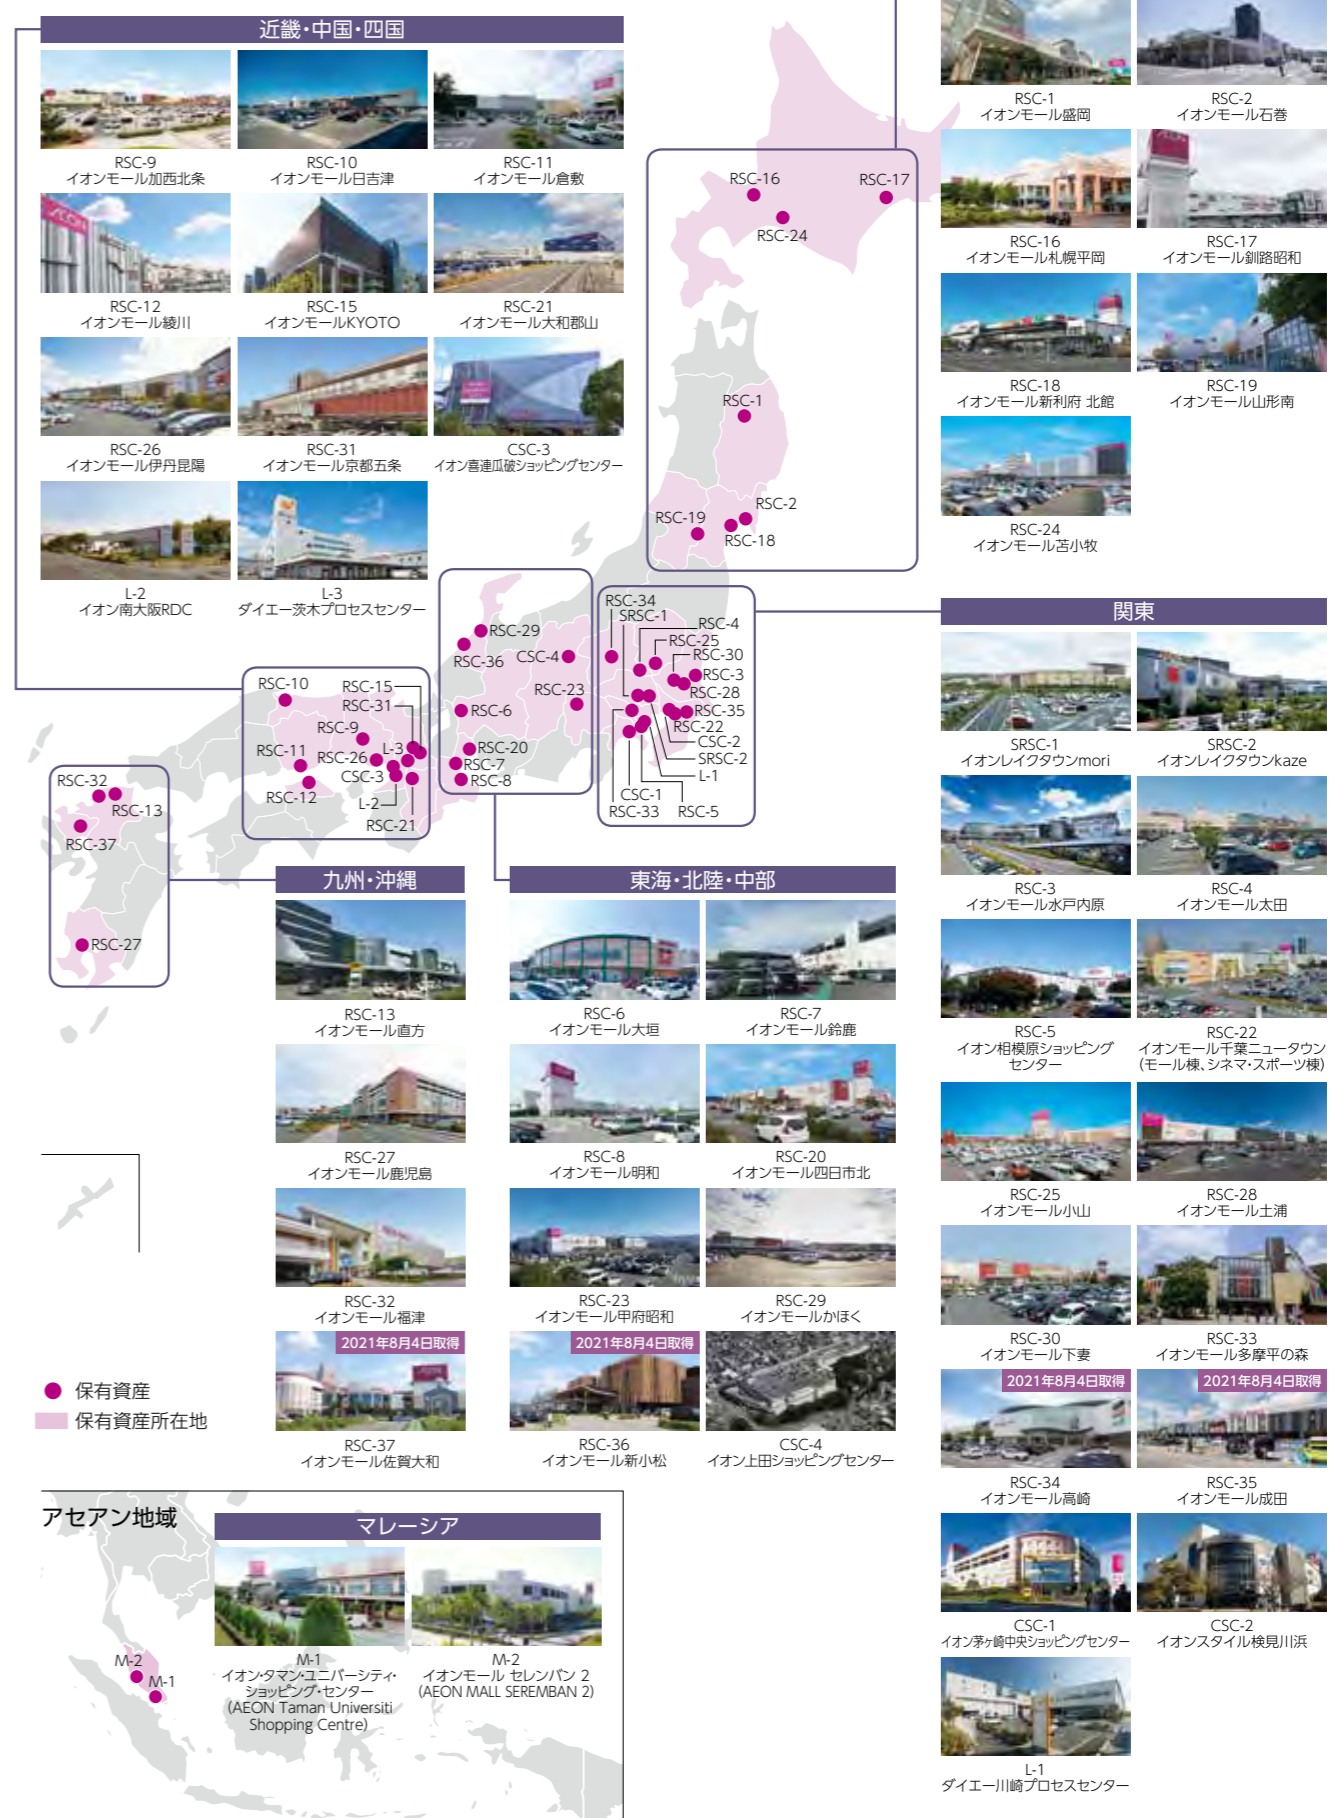 近畿・中国・四国
RSC-9
イオンモール加西北条
RSC-10
イオンモール日吉津
RSC-11
イオンモール倉敷
RSC-12
イオンモール綾川
RSC-15
イオンモールKYOTO
RSC-21
イオンモール大和郡山
RSC-26
イオンモール伊丹昆陽
RSC-31
イオンモール京都五条
CSC-3
イオン喜連瓜破ショッピングセンター
L-2
イオン南大阪RDC
L-3
ダイエー茨木プロセスセンター
RSC-1
イオンモール盛岡
RSC-2
イオンモール石巻
RSC-16
イオンモール札幌平岡
RSC-17
イオンモール釧路昭和
RSC-18
イオンモール新利府 北館
RSC-19
イオンモール山形南
RSC-24
イオンモール苫小牧
RSC-16
RSC-17
RSC-24
RSC-1
RSC-19
RSC-2
RSC-18
RSC-29
RSC-36
CSC-4
RSC-23
RSC-6
RSC-20
RSC-7
RSC-8
RSC-34
SRSC-1
RSC-4
RSC-25
RSC-30
RSC-3
RSC-28
RSC-35
RSC-22
CSC-2
SRSC-2
L-1
CSC-1
RSC-33
RSC-5
RSC-10
RSC-15
RSC-31
RSC-9
RSC-11
RSC-26
L-3
CSC-3
RSC-12
L-2
RSC-21
RSC-32
RSC-13
RSC-37
RSC-27
関東
SRSC-1
イオンレイクタウンmori
SRSC-2
イオンレイクタウンkaze
RSC-3
イオンモール水戸内原
RSC-4
イオンモール太田
RSC-5
イオン相模原ショッピング
センター
RSC-22
イオンモール千葉ニュータウン
(モール棟、シネマ・スポーツ棟)
RSC-25
イオンモール小山
RSC-28
イオンモール土浦
RSC-30
イオンモール下妻
RSC-33
イオンモール多摩平の森
2021年8月4日取得
RSC-34
イオンモール高崎
2021年8月4日取得
RSC-35
イオンモール成田
CSC-1
イオン茅ヶ崎中央ショッピングセンター
CSC-2
イオンスタイル検見川浜
L-1
ダイエー川崎プロセスセンター
九州・沖縄
RSC-13
イオンモール直方
RSC-27
イオンモール鹿児島
RSC-32
イオンモール福津
2021年8月4日取得
RSC-37
イオンモール佐賀大和
東海・北陸・中部
RSC-6
イオンモール大垣
RSC-7
イオンモール鈴鹿
RSC-8
イオンモール明和
RSC-20
イオンモール四日市北
RSC-23
イオンモール甲府昭和
RSC-29
イオンモールかほく
2021年8月4日取得
RSC-36
イオンモール新小松
CSC-4
イオン上田ショッピングセンター
保有資産
保有資産所在地
アセアン地域
マレーシア
M-2
M-1
M-1
イオン・タマン・ユニバーシティ・
ショッピング・センター
(AEON Taman Universiti
Shopping Centre)
M-2
イオンモール セレンバン 2
(AEON MALL SEREMBAN 2)